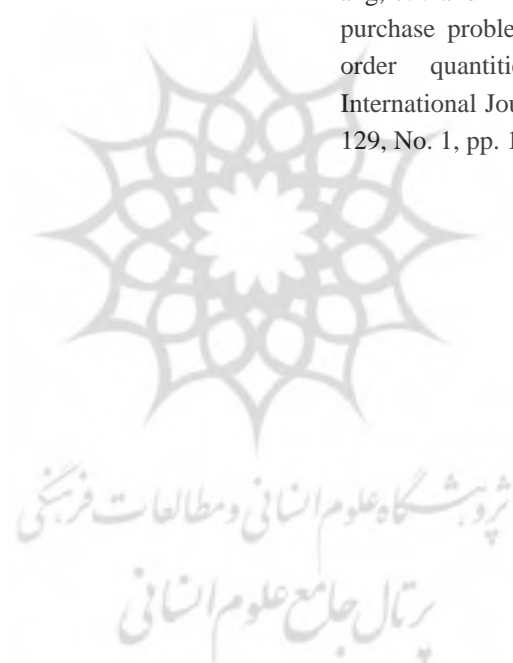 purchase proble
order quantiti
International Jou
129, No. 1, pp. 1
پژوهشگاه علوم انسانی و مطالعات فرهنگی
پرتال جامع علوم انسانی